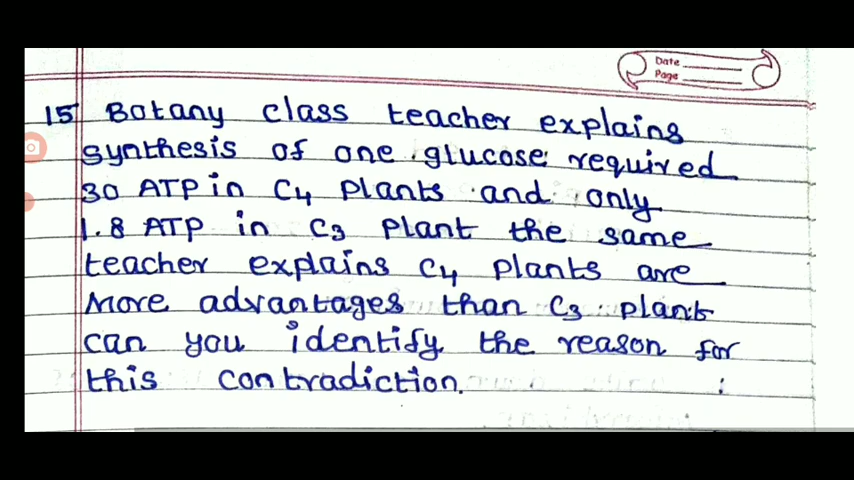 Date
Page
15 Botany class teacher explains
synthesis of one glucose required
30 ATP in C4 plants and only
1.8 ATP in C3 plant the same
teacher explains C4 plants are
more advantages than C3 plant
can you identify the reason for
this contradiction.